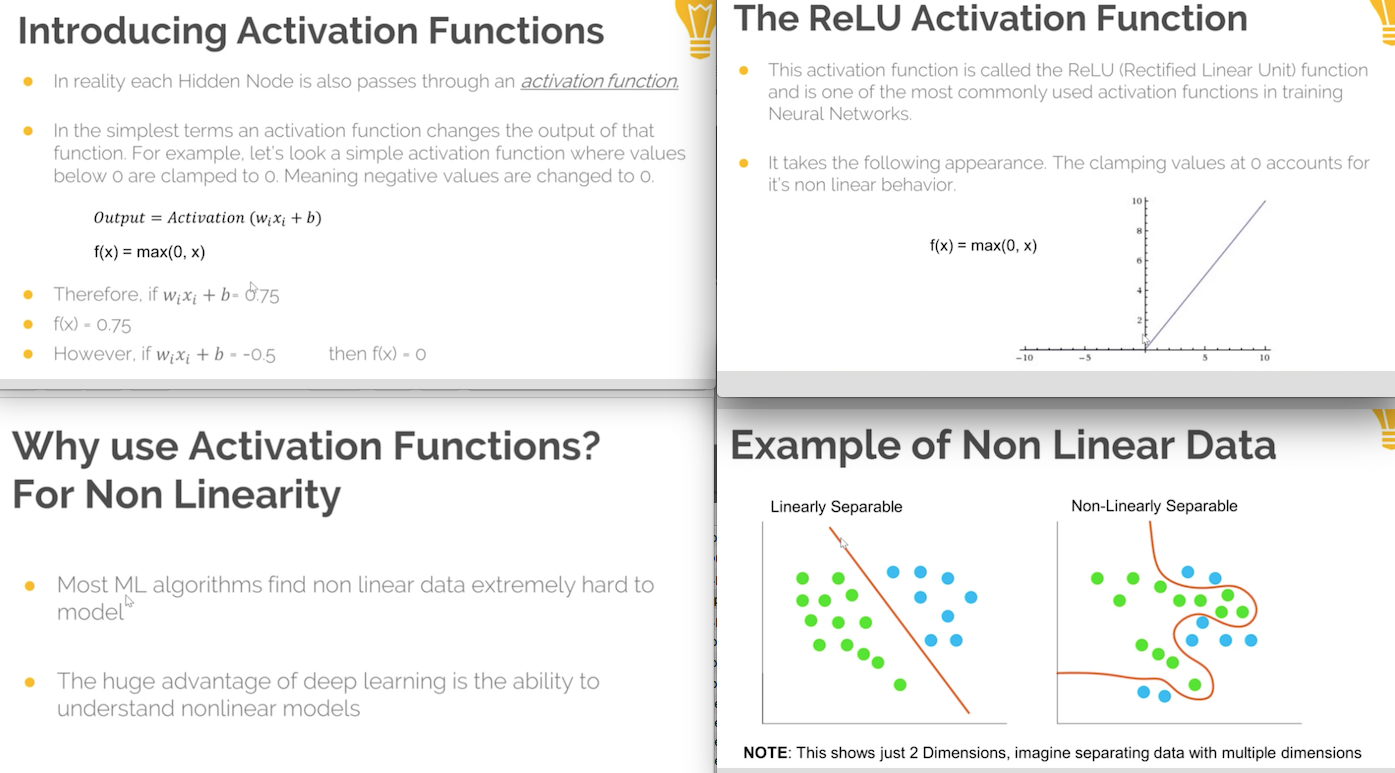 Introducing Activation Functions
In reality each Hidden Node is also passes through an activation function.
In the simplest terms an activation function changes the output of that
function. For example, let's look a simple activation function where values
below 0 are clamped to 0. Meaning negative values are changed to 0.
Output = Activation (wᵢxᵢ + b)
f(x) = max(0, x)
Therefore, if wᵢxᵢ + b= 0.75
f(x) = 0.75
However, if wᵢxᵢ + b = -0.5 then f(x) = 0
The ReLU Activation Function
This activation function is called the ReLU (Rectified Linear Unit) function
and is one of the most commonly used activation functions in training
Neural Networks.
It takes the following appearance. The clamping values at 0 accounts for
it's non linear behavior.
f(x) = max(0, x)
10
8
6
4
2
-10 -5 5 10
Why use Activation Functions?
For Non Linearity
Most ML algorithms find non linear data extremely hard to
model
The huge advantage of deep learning is the ability to
understand nonlinear models
Example of Non Linear Data
Linearly Separable Non-Linearly Separable
NOTE: This shows just 2 Dimensions, imagine separating data with multiple dimensions